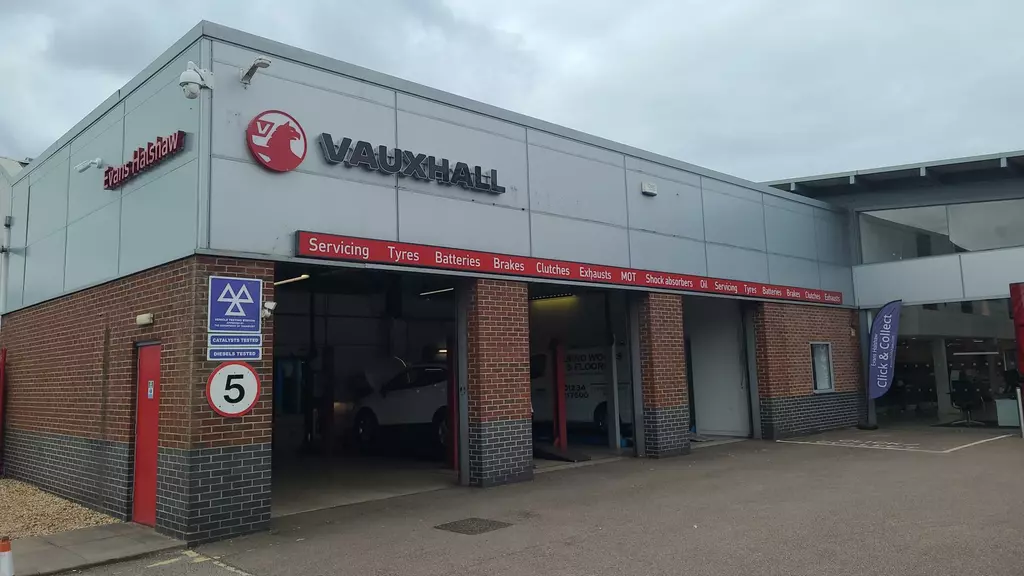 Evans Halshaw
V
VAUXHALL
Servicing Tyres Batteries Brakes Clutches Exhausts MOT Shock absorbers Oil Servicing Tyres Batteries Brakes Clutches Exhausts
CATALYSTS TESTED
DIESELS TESTED
5
Click & Collect